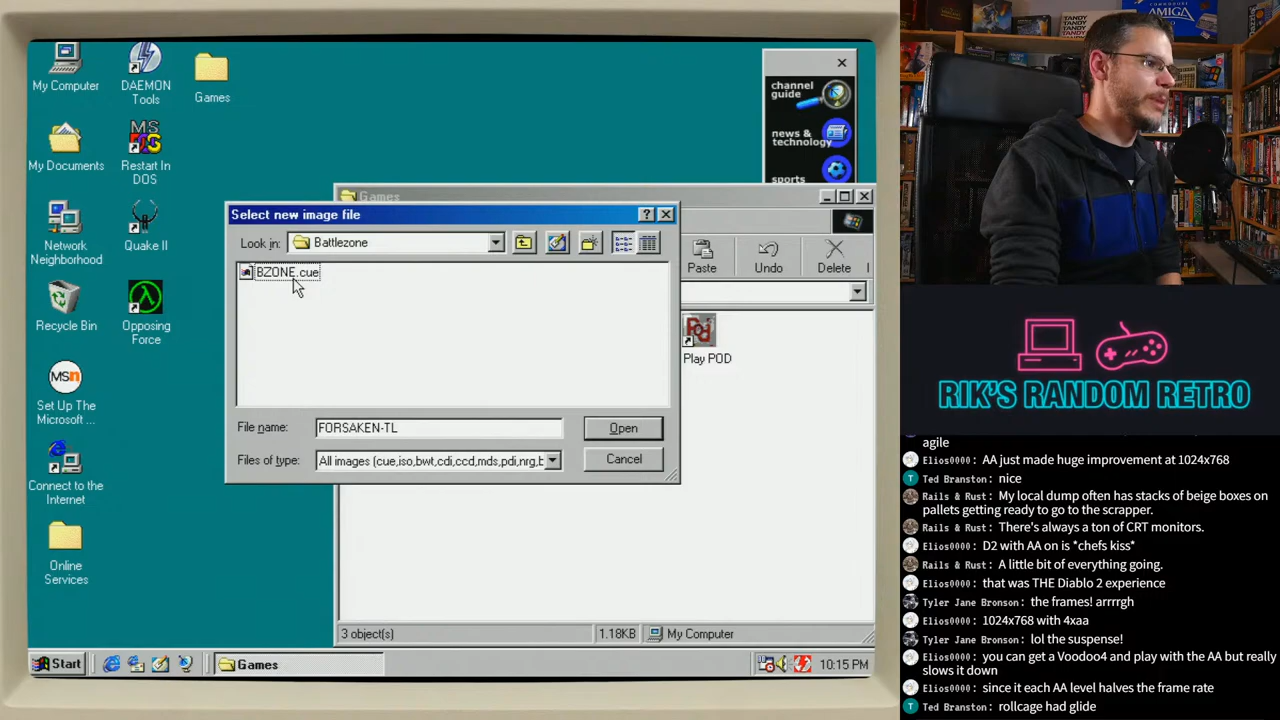 My Computer
DAEMON
Tools
Games
My Documents
MS
Restart In
DOS
Network
Neighborhood
Quake II
Recycle Bin
Opposing
Force
msn
Set Up The
Microsoft ...
Connect to the
Internet
Online
Services
channel
guide
news &
technology
sports
Games
Select new image file
Look in:
Battlezone
BZONE.cue
File name:
FORSAKEN-TL
Open
Files of type:
All images (cue,iso,bwt,cdi,ccd,mds,pdi,nrg,b
Cancel
Paste
Undo
Delete
Play POD
3 object(s)
1.18KB
My Computer
Start
Games
10:15 PM
AMIGA
TANDY
RIK'S RANDOM RETRO
agile
Elios0000: AA just made huge improvement at 1024x768
Ted Branston: nice
Rails & Rust: My local dump often has stacks of beige boxes on
pallets getting ready to go to the scrapper.
Rails & Rust: There's always a ton of CRT monitors.
Elios0000: D2 with AA on is *chefs kiss*
Rails & Rust: A little bit of everything going.
Elios0000: that was THE Diablo 2 experience
Tyler Jane Bronson: the frames! arrrrgh
Elios0000: 1024x768 with 4xaa
Tyler Jane Bronson: lol the suspense!
Elios0000: you can get a Voodoo4 and play with the AA but really
slows it down
Elios0000: since it each AA level halves the frame rate
Ted Branston: rollcage had glide